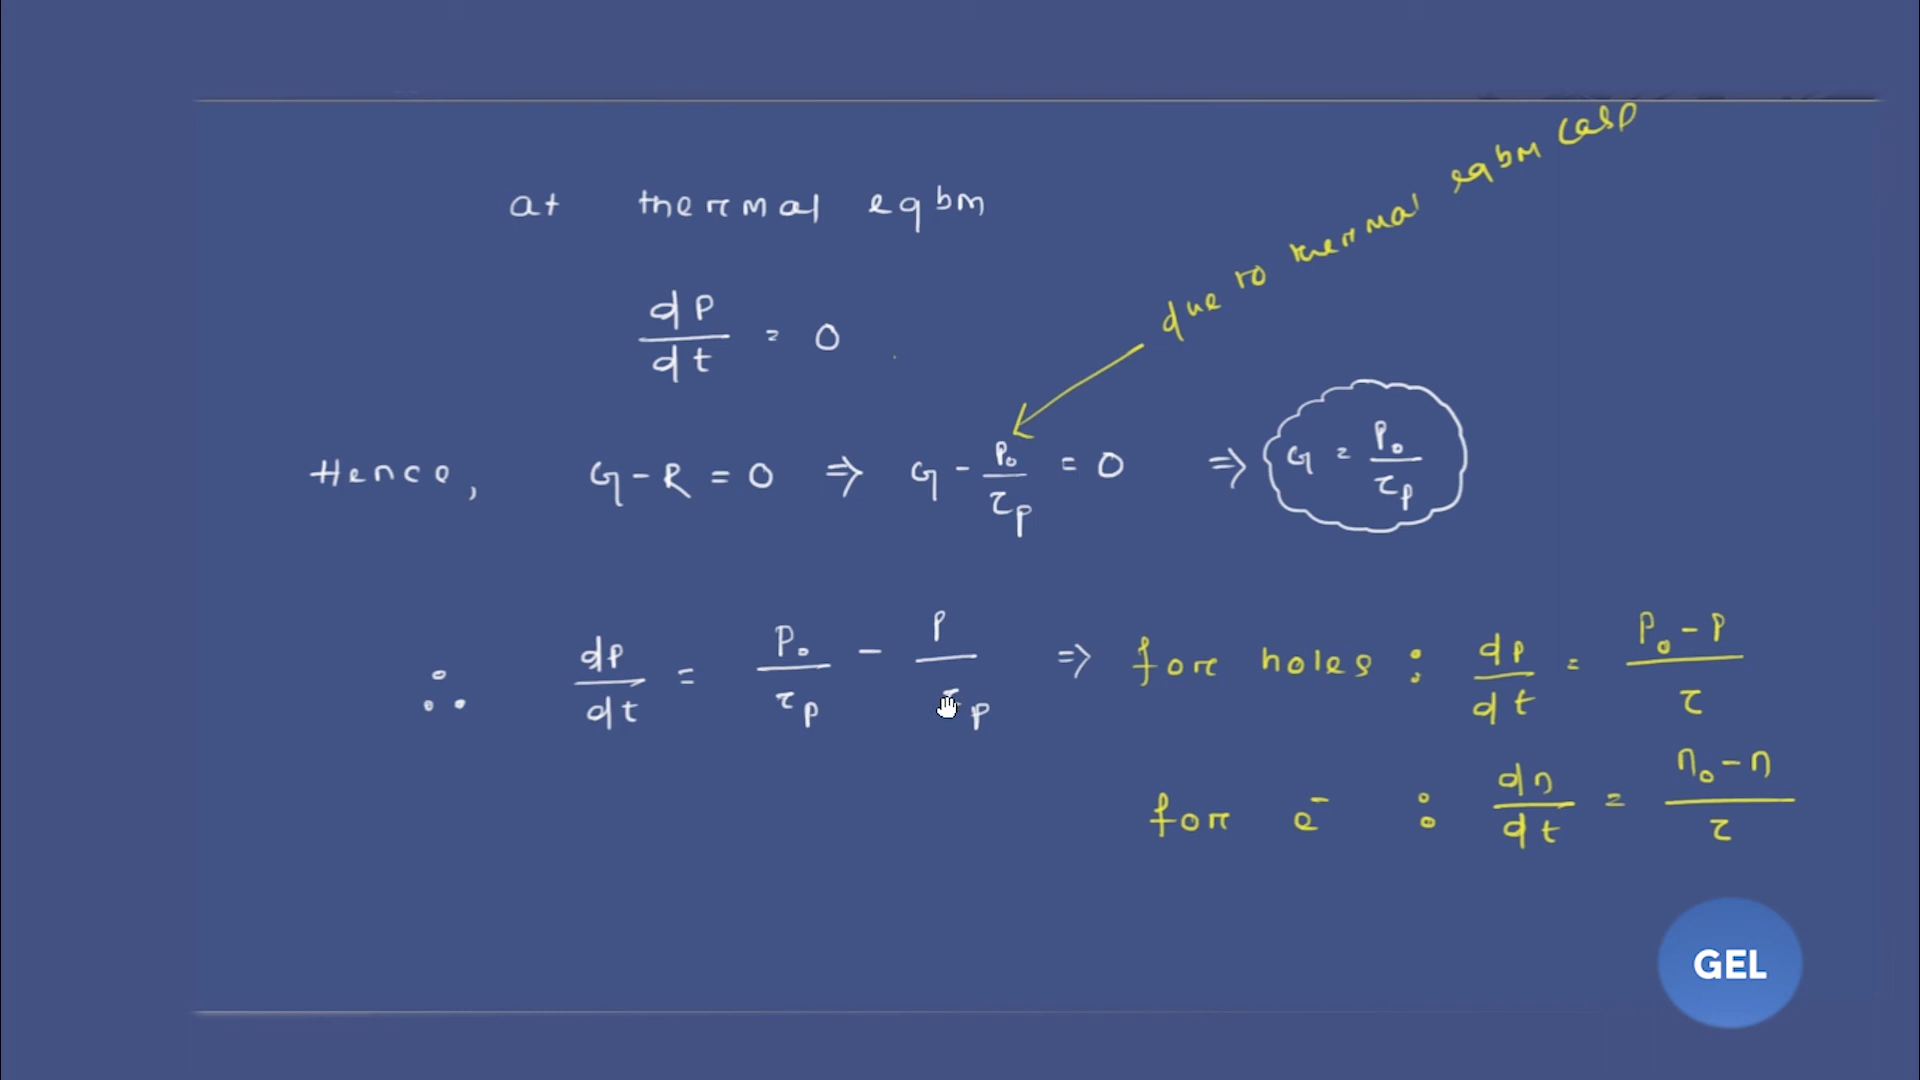 due to thermal eqbm case
at thermal eqbm
dP/dt = 0
Hence, G - R = 0 ⇒ G - P₀/τp = 0 ⇒ G = P₀/τp
∴ dp/dt = P₀/τp - P/τp ⇒ for holes : dp/dt = (P₀ - P)/τ
for e⁻ : dn/dt = (n₀ - n)/τ
GEL